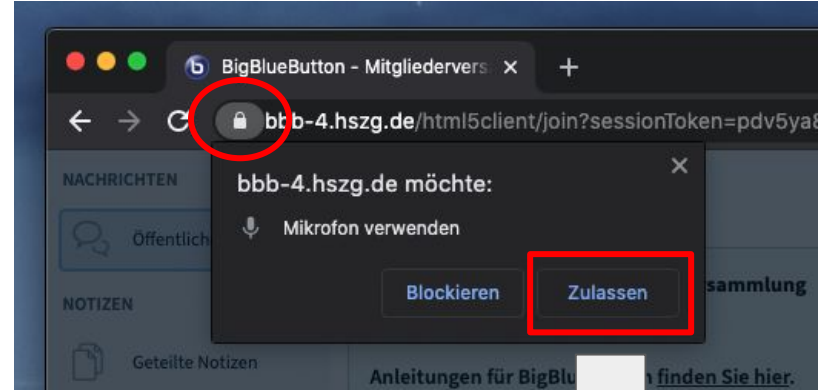 BigBlueButton - Mitgliedervers
bbb-4.hszg.de/html5client/join?sessionToken=pdv5ya8
NACHRICHTEN
bbb-4.hszg.de möchte:
Öffentlich
Mikrofon verwenden
Blockieren Zulassen
sammlung
NOTIZEN
Geteilte Notizen
Anleitungen für BigBlu finden Sie hier.